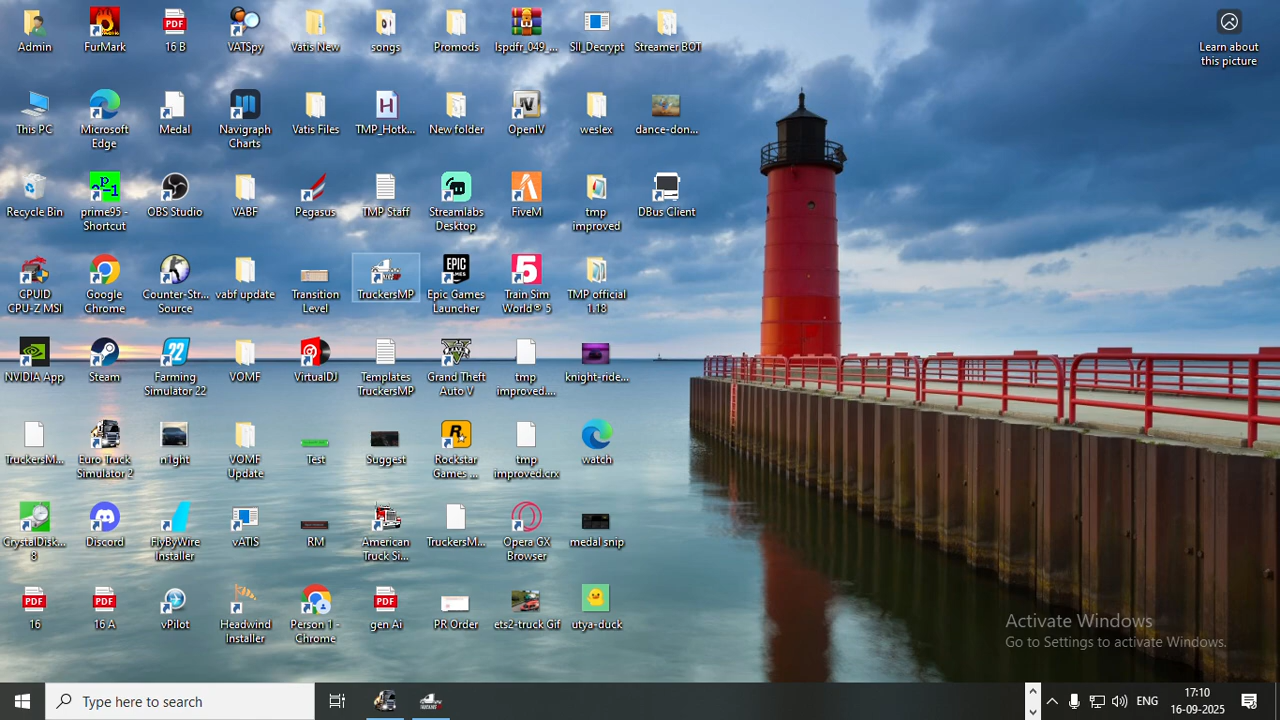 Admin
FurMark
16 B
VATSpy
Vatis New
songs
Promods
lspdfr_049_...
SII_Decrypt
Streamer BOT
Learn about
this picture
This PC
Microsoft
Edge
Medal
Navigraph
Charts
Vatis Files
TMP_Hotk...
New folder
OpenIV
weslex
dance-don...
Recycle Bin
prime95 -
Shortcut
OBS Studio
VABF
Pegasus
TMP Staff
Streamlabs
Desktop
FiveM
tmp
improved
DBus Client
CPUID
CPU-Z MSI
Google
Chrome
Counter-Str...
Source
vabf update
Transition
Level
TruckersMP
Epic Games
Launcher
Train Sim
World® 5
TMP official
1.18
NVIDIA App
Steam
Farming
Simulator 22
VOMF
VirtualDJ
Templates
TruckersMP
Grand Theft
Auto V
tmp
improved....
knight-ride...
TruckersM...
Euro Truck
Simulator 2
n!ght
VOMF
Update
Test
Suggest
Rockstar
Games ...
tmp
improved.crx
watch
CrystalDisk...
8
Discord
FlyByWire
Installer
vATIS
RM
American
Truck Si...
TruckersM...
Opera GX
Browser
medal snip
16
16 A
vPilot
Headwind
Installer
Person 1 -
Chrome
gen Ai
PR Order
ets2-truck Gif
utya-duck
Activate Windows
Go to Settings to activate Windows.
Type here to search
ENG
17:10
16-09-2025